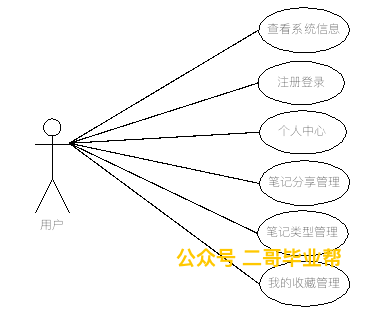 查看系统信息
注册登录
个人中心
笔记分享管理
用户
笔记类型管理
公众号 二哥毕业帮
我的收藏管理